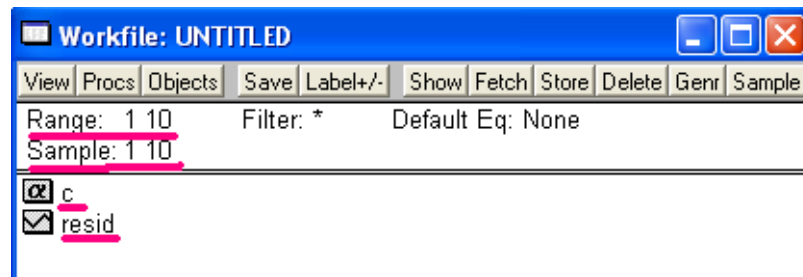 Workfile: UNTITLED
View Procs Objects Save Label+/- Show Fetch Store Delete Genr Sample
Range: 1 10 Filter: * Default Eq: None
Sample: 1 10
α c
resid